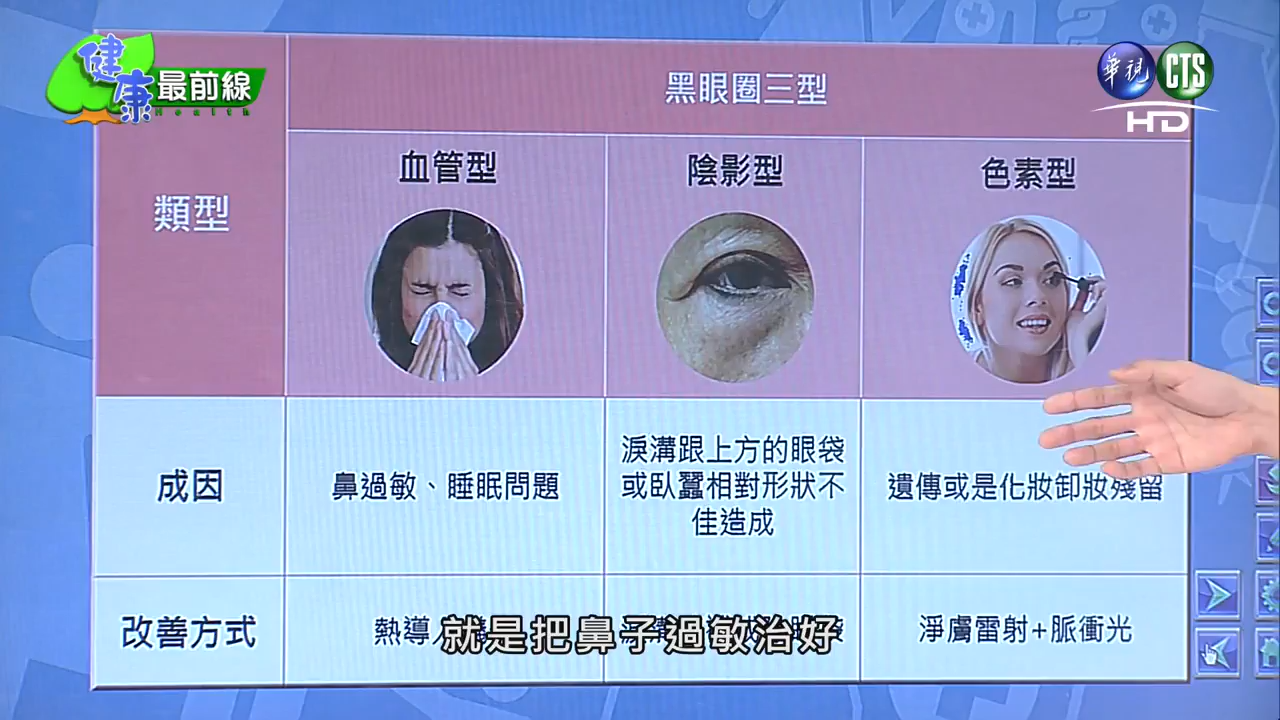 健康
最前線
Health
華視
CTS
HD
黑眼圈三型
類型
血管型
陰影型
色素型
成因
鼻過敏、睡眠問題
淚溝跟上方的眼袋
或臥蠶相對形狀不
佳造成
遺傳或是化妝卸妝殘留
改善方式
熱導
淨膚雷射+脈衝光
就是把鼻子過敏治好